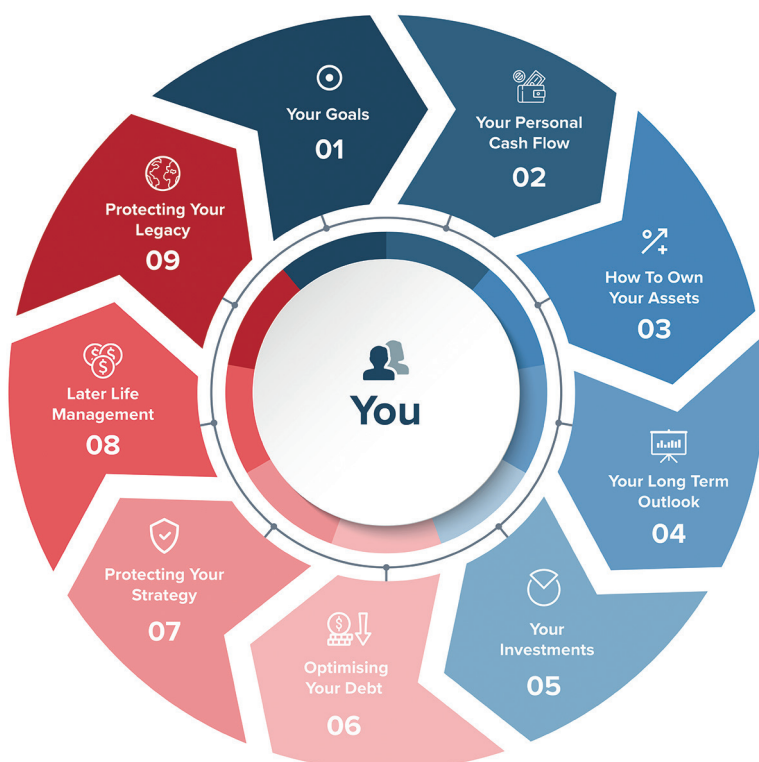 Your Goals
01
Your Personal
Cash Flow
02
How To Own
Your Assets
03
Your Long Term
Outlook
04
Your
Investments
05
Optimising
Your Debt
06
Protecting Your
Strategy
07
Later Life
Management
08
Protecting Your
Legacy
09
You